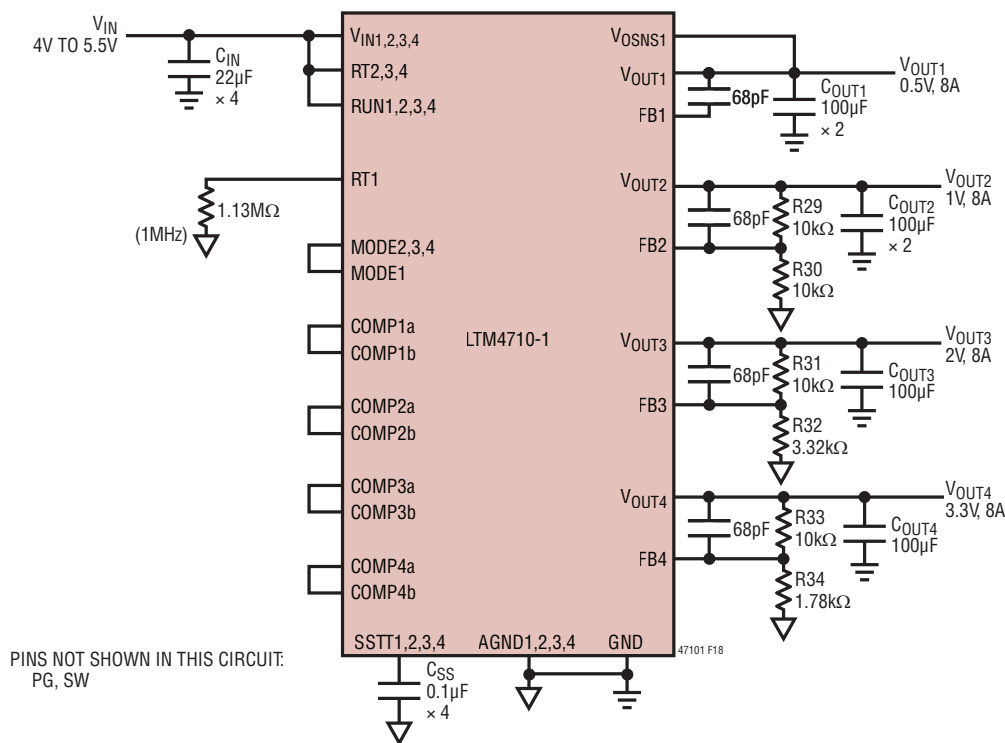 VIN
4V TO 5.5V
CIN
22µF
× 4
VIN1,2,3,4
RT2,3,4
RUN1,2,3,4
RT1
1.13MΩ
(1MHz)
MODE2,3,4
MODE1
COMP1a
COMP1b
COMP2a
COMP2b
COMP3a
COMP3b
COMP4a
COMP4b
SSTT1,2,3,4
AGND1,2,3,4
GND
LTM4710-1
VOSNS1
VOUT1
FB1
68pF
COUT1
100µF
× 2
VOUT1
0.5V, 8A
VOUT2
FB2
68pF
R29
10kΩ
R30
10kΩ
COUT2
100µF
× 2
VOUT2
1V, 8A
VOUT3
FB3
68pF
R31
10kΩ
R32
3.32kΩ
COUT3
100µF
VOUT3
2V, 8A
VOUT4
FB4
68pF
R33
10kΩ
R34
1.78kΩ
COUT4
100µF
VOUT4
3.3V, 8A
47101 F18
CSS
0.1µF
× 4
PINS NOT SHOWN IN THIS CIRCUIT:
PG, SW